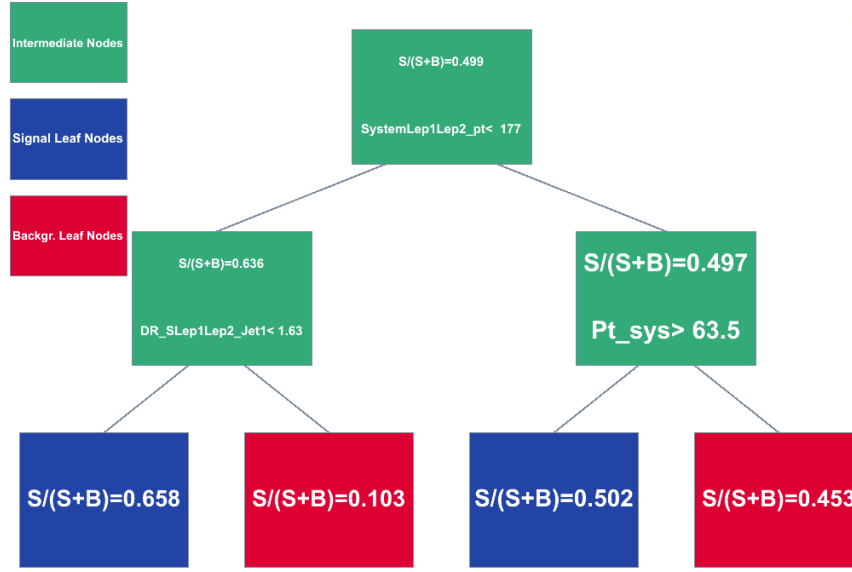 Intermediate Nodes
Signal Leaf Nodes
Backgr. Leaf Nodes
S/(S+B)=0.499
SystemLep1Lep2_pt< 177
S/(S+B)=0.636
DR_SLep1Lep2_Jet1< 1.63
S/(S+B)=0.497
Pt_sys> 63.5
S/(S+B)=0.658
S/(S+B)=0.103
S/(S+B)=0.502
S/(S+B)=0.453